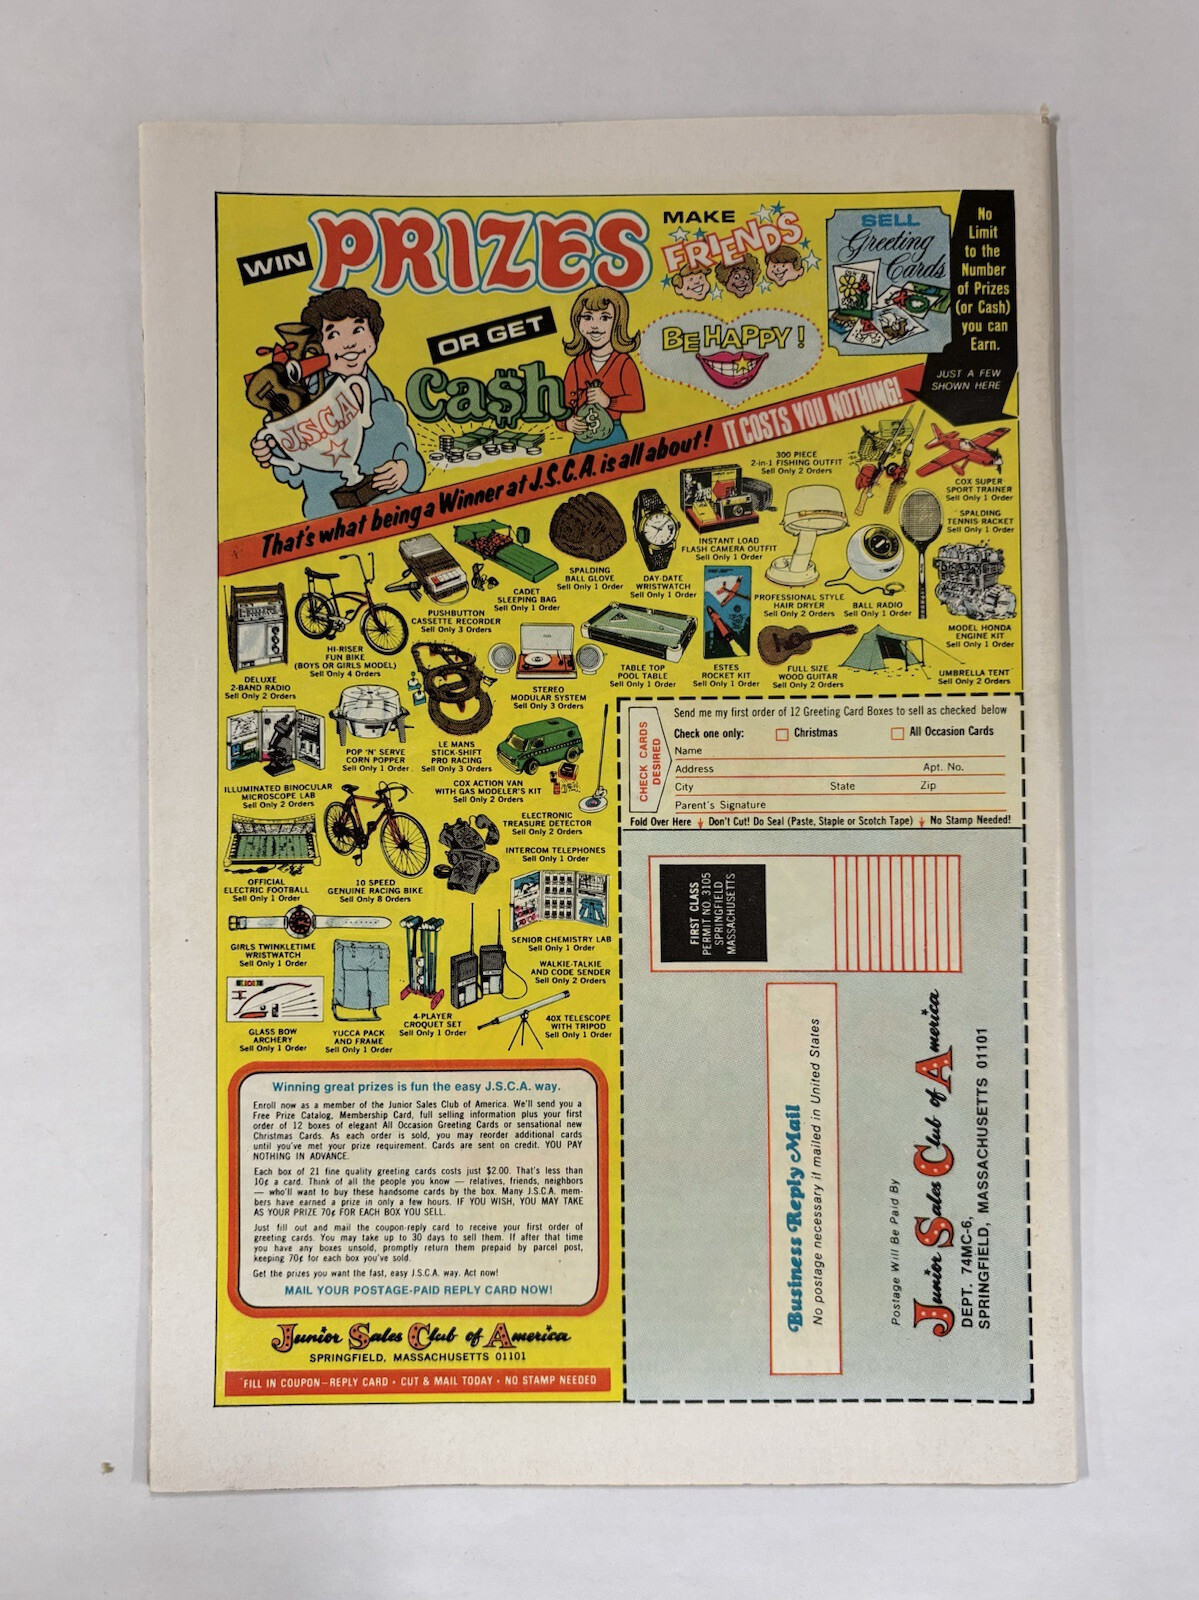 WIN PRIZES
MAKE
FRIENDS
SELL
Greeting
Cards
No
Limit
to the
Number
of Prizes
(or Cash)
you can
Earn.
JUST A FEW
SHOWN HERE
OR GET
Ca$h
BE HAPPY!
J.S.C.A.
$
That's what being a Winner at J.S.C.A. is all about! IT COSTS YOU NOTHING!
300 PIECE
2-in-1 FISHING OUTFIT
Sell Only 2 Orders
COX SUPER
SPORT TRAINER
Sell Only 1 Order
SPALDING
TENNIS RACKET
Sell Only 1 Order
INSTANT LOAD
FLASH CAMERA OUTFIT
Sell Only 1 Order
SPALDING
BALL GLOVE
Sell Only 1 Order
DAY-DATE
WRISTWATCH
Sell Only 1 Order
CADET
SLEEPING BAG
Sell Only 1 Order
PUSHBUTTON
CASSETTE RECORDER
Sell Only 3 Orders
PROFESSIONAL STYLE
HAIR DRYER
Sell Only 2 Orders
BALL RADIO
Sell Only 1 Order
MODEL HONDA
ENGINE KIT
Sell Only 1 Order
HI-RISER
FUN BIKE
(BOYS OR GIRLS MODEL)
Sell Only 4 Orders
DELUXE
2-BAND RADIO
Sell Only 2 Orders
STEREO
MODULAR SYSTEM
Sell Only 3 Orders
TABLE TOP
POOL TABLE
Sell Only 1 Order
ESTES
ROCKET KIT
Sell Only 1 Order
FULL SIZE
WOOD GUITAR
Sell Only 2 Orders
UMBRELLA TENT
Sell Only 2 Orders
POP 'N' SERVE
CORN POPPER
Sell Only 1 Order
LE MANS
STICK-SHIFT
PRO RACING
Sell Only 3 Orders
COX ACTION VAN
WITH GAS MODELER'S KIT
Sell Only 2 Orders
ILLUMINATED BINOCULAR
MICROSCOPE LAB
Sell Only 2 Orders
ELECTRONIC
TREASURE DETECTOR
Sell Only 2 Orders
INTERCOM TELEPHONES
Sell Only 1 Order
OFFICIAL
ELECTRIC FOOTBALL
Sell Only 1 Order
10 SPEED
GENUINE RACING BIKE
Sell Only 8 Orders
SENIOR CHEMISTRY LAB
Sell Only 1 Order
GIRLS TWINKLETIME
WRISTWATCH
Sell Only 1 Order
WALKIE-TALKIE
AND CODE SENDER
Sell Only 2 Orders
GLASS BOW
ARCHERY
Sell Only 1 Order
YUCCA PACK
AND FRAME
Sell Only 1 Order
4-PLAYER
CROQUET SET
Sell Only 1 Order
40X TELESCOPE
WITH TRIPOD
Sell Only 1 Order
Winning great prizes is fun the easy J.S.C.A. way.
Enroll now as a member of the Junior Sales Club of America. We'll send you a
Free Prize Catalog, Membership Card, full selling information plus your first
order of 12 boxes of elegant All Occasion Greeting Cards or sensational new
Christmas Cards. As each order is sold, you may reorder additional cards
until you've met your prize requirement. Cards are sent on credit. YOU PAY
NOTHING IN ADVANCE.
Each box of 21 fine quality greeting cards costs just $2.00. That's less than
10¢ a card. Think of all the people you know — relatives, friends, neighbors
— who'll want to buy these handsome cards by the box. Many J.S.C.A. mem-
bers have earned a prize in only a few hours. IF YOU WISH, YOU MAY TAKE
AS YOUR PRIZE 70¢ FOR EACH BOX YOU SELL.
Just fill out and mail the coupon-reply card to receive your first order of
greeting cards. You may take up to 30 days to sell them. If after that time
you have any boxes unsold, promptly return them prepaid by parcel post,
keeping 70¢ for each box you've sold.
Get the prizes you want the fast, easy J.S.C.A. way. Act now!
MAIL YOUR POSTAGE-PAID REPLY CARD NOW!
Junior Sales Club of America
SPRINGFIELD, MASSACHUSETTS 01101
FILL IN COUPON-REPLY CARD • CUT & MAIL TODAY • NO STAMP NEEDED
CHECK CARDS
DESIRED
Send me my first order of 12 Greeting Card Boxes to sell as checked below
Check one only: Christmas All Occasion Cards
Name
Address Apt. No.
City State Zip
Parent's Signature
Fold Over Here Don't Cut! Do Seal (Paste, Staple or Scotch Tape) No Stamp Needed!
FIRST CLASS
PERMIT NO. 3105
SPRINGFIELD
MASSACHUSETTS
Business Reply Mail
No postage necessary if mailed in United States
Postage Will Be Paid By
Junior Sales Club of America
DEPT. 74MC-6,
SPRINGFIELD, MASSACHUSETTS 01101